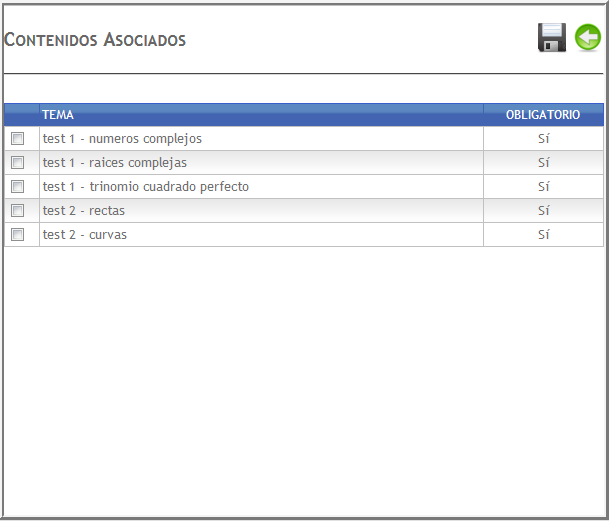 Contenidos Asociados
TEMA OBLIGATORIO
test 1 - numeros complejos Sí
test 1 - raices complejas Sí
test 1 - trinomio cuadrado perfecto Sí
test 2 - rectas Sí
test 2 - curvas Sí